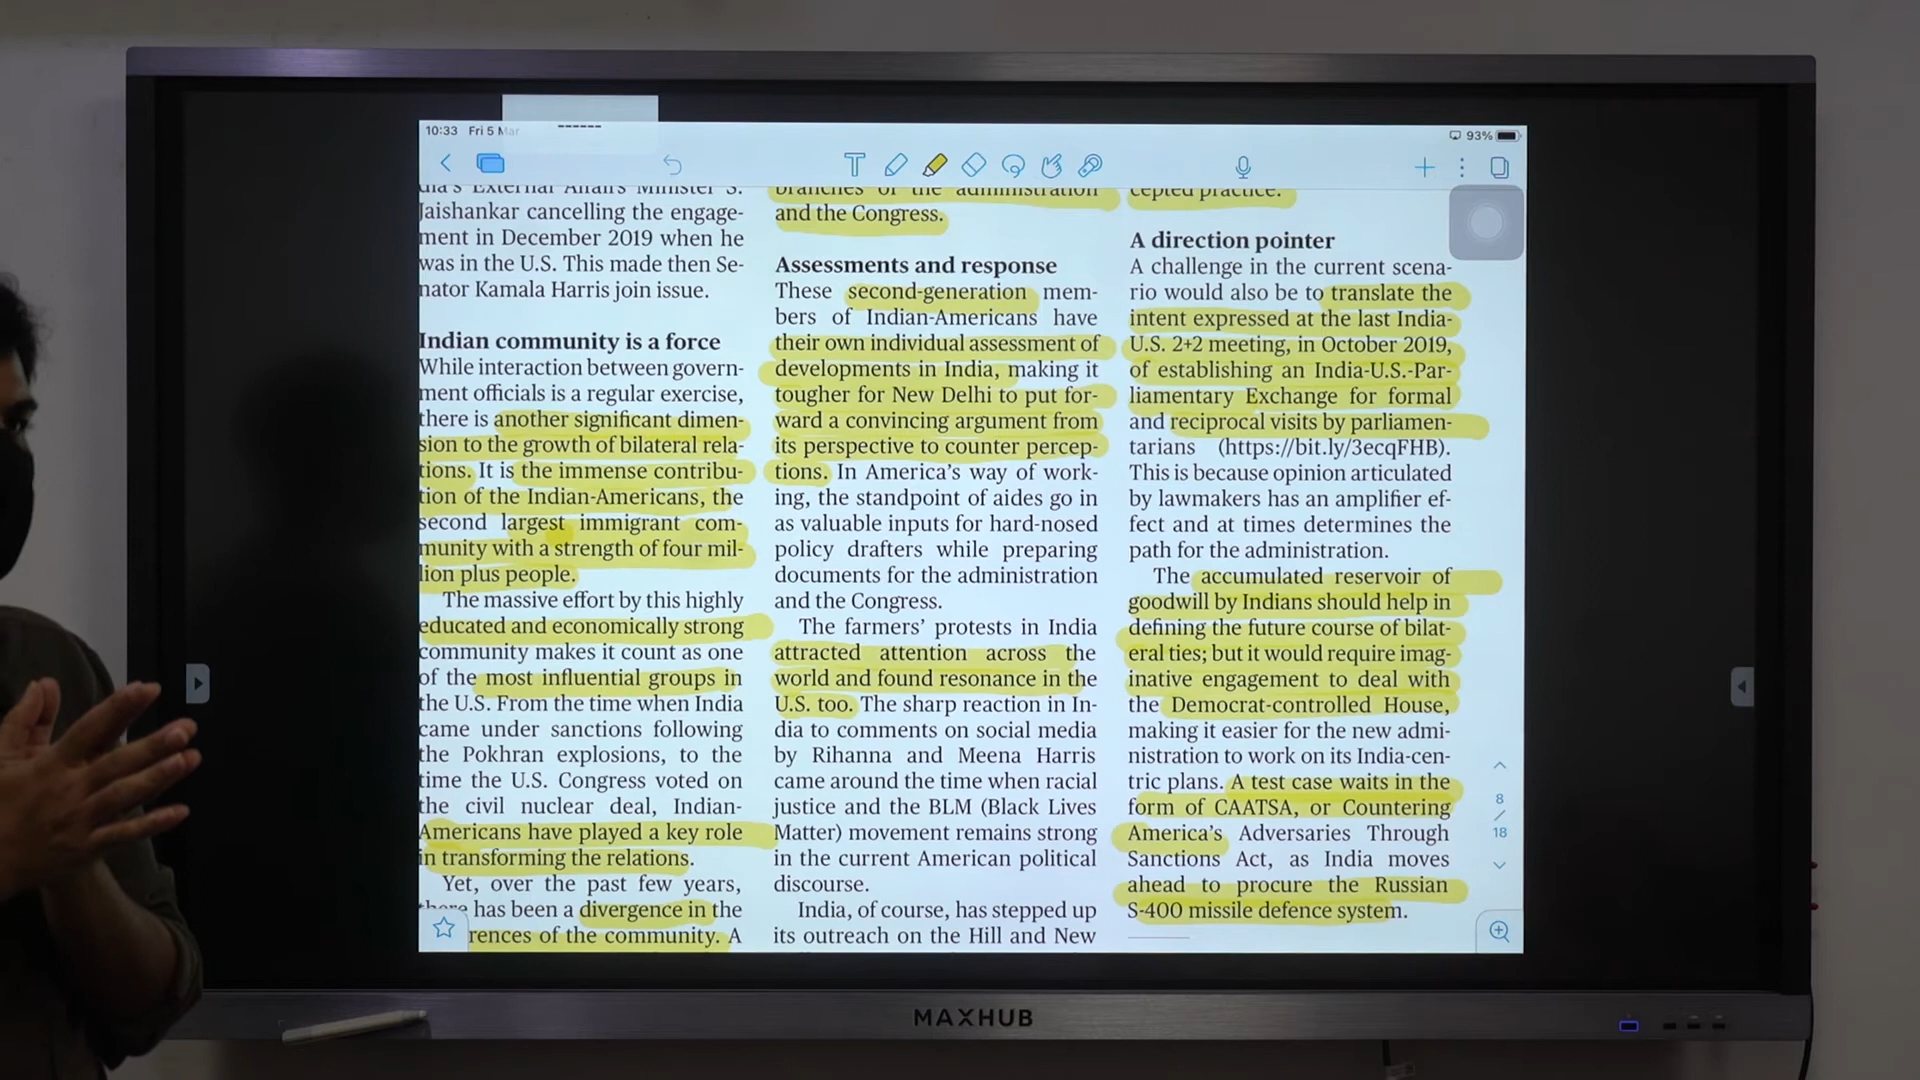 10:33 Fri 5 Mar
93%
dia's External Affairs Minister S.
Jaishankar cancelling the engage-
ment in December 2019 when he
was in the U.S. This made then Se-
nator Kamala Harris join issue.
Indian community is a force
While interaction between govern-
ment officials is a regular exercise,
there is another significant dimen-
sion to the growth of bilateral rela-
tions. It is the immense contribu-
tion of the Indian-Americans, the
second largest immigrant com-
munity with a strength of four mil-
lion plus people.
The massive effort by this highly
educated and economically strong
community makes it count as one
of the most influential groups in
the U.S. From the time when India
came under sanctions following
the Pokhran explosions, to the
time the U.S. Congress voted on
the civil nuclear deal, Indian-
Americans have played a key role
in transforming the relations.
Yet, over the past few years,
there has been a divergence in the
rences of the community. A
branches of the administration
and the Congress.
Assessments and response
These second-generation mem-
bers of Indian-Americans have
their own individual assessment of
developments in India, making it
tougher for New Delhi to put for-
ward a convincing argument from
its perspective to counter percep-
tions. In America's way of work-
ing, the standpoint of aides go in
as valuable inputs for hard-nosed
policy drafters while preparing
documents for the administration
and the Congress.
The farmers' protests in India
attracted attention across the
world and found resonance in the
U.S. too. The sharp reaction in In-
dia to comments on social media
by Rihanna and Meena Harris
came around the time when racial
justice and the BLM (Black Lives
Matter) movement remains strong
in the current American political
discourse.
India, of course, has stepped up
its outreach on the Hill and New
cepted practice.
A direction pointer
A challenge in the current scena-
rio would also be to translate the
intent expressed at the last India-
U.S. 2+2 meeting, in October 2019,
of establishing an India-U.S.-Par-
liamentary Exchange for formal
and reciprocal visits by parliamen-
tarians (https://bit.ly/3ecqFHB).
This is because opinion articulated
by lawmakers has an amplifier ef-
fect and at times determines the
path for the administration.
The accumulated reservoir of
goodwill by Indians should help in
defining the future course of bilat-
eral ties; but it would require imag-
inative engagement to deal with
the Democrat-controlled House,
making it easier for the new admi-
nistration to work on its India-cen-
tric plans. A test case waits in the
form of CAATSA, or Countering
America's Adversaries Through
Sanctions Act, as India moves
ahead to procure the Russian
S-400 missile defence system.
8
/
18
MAXHUB